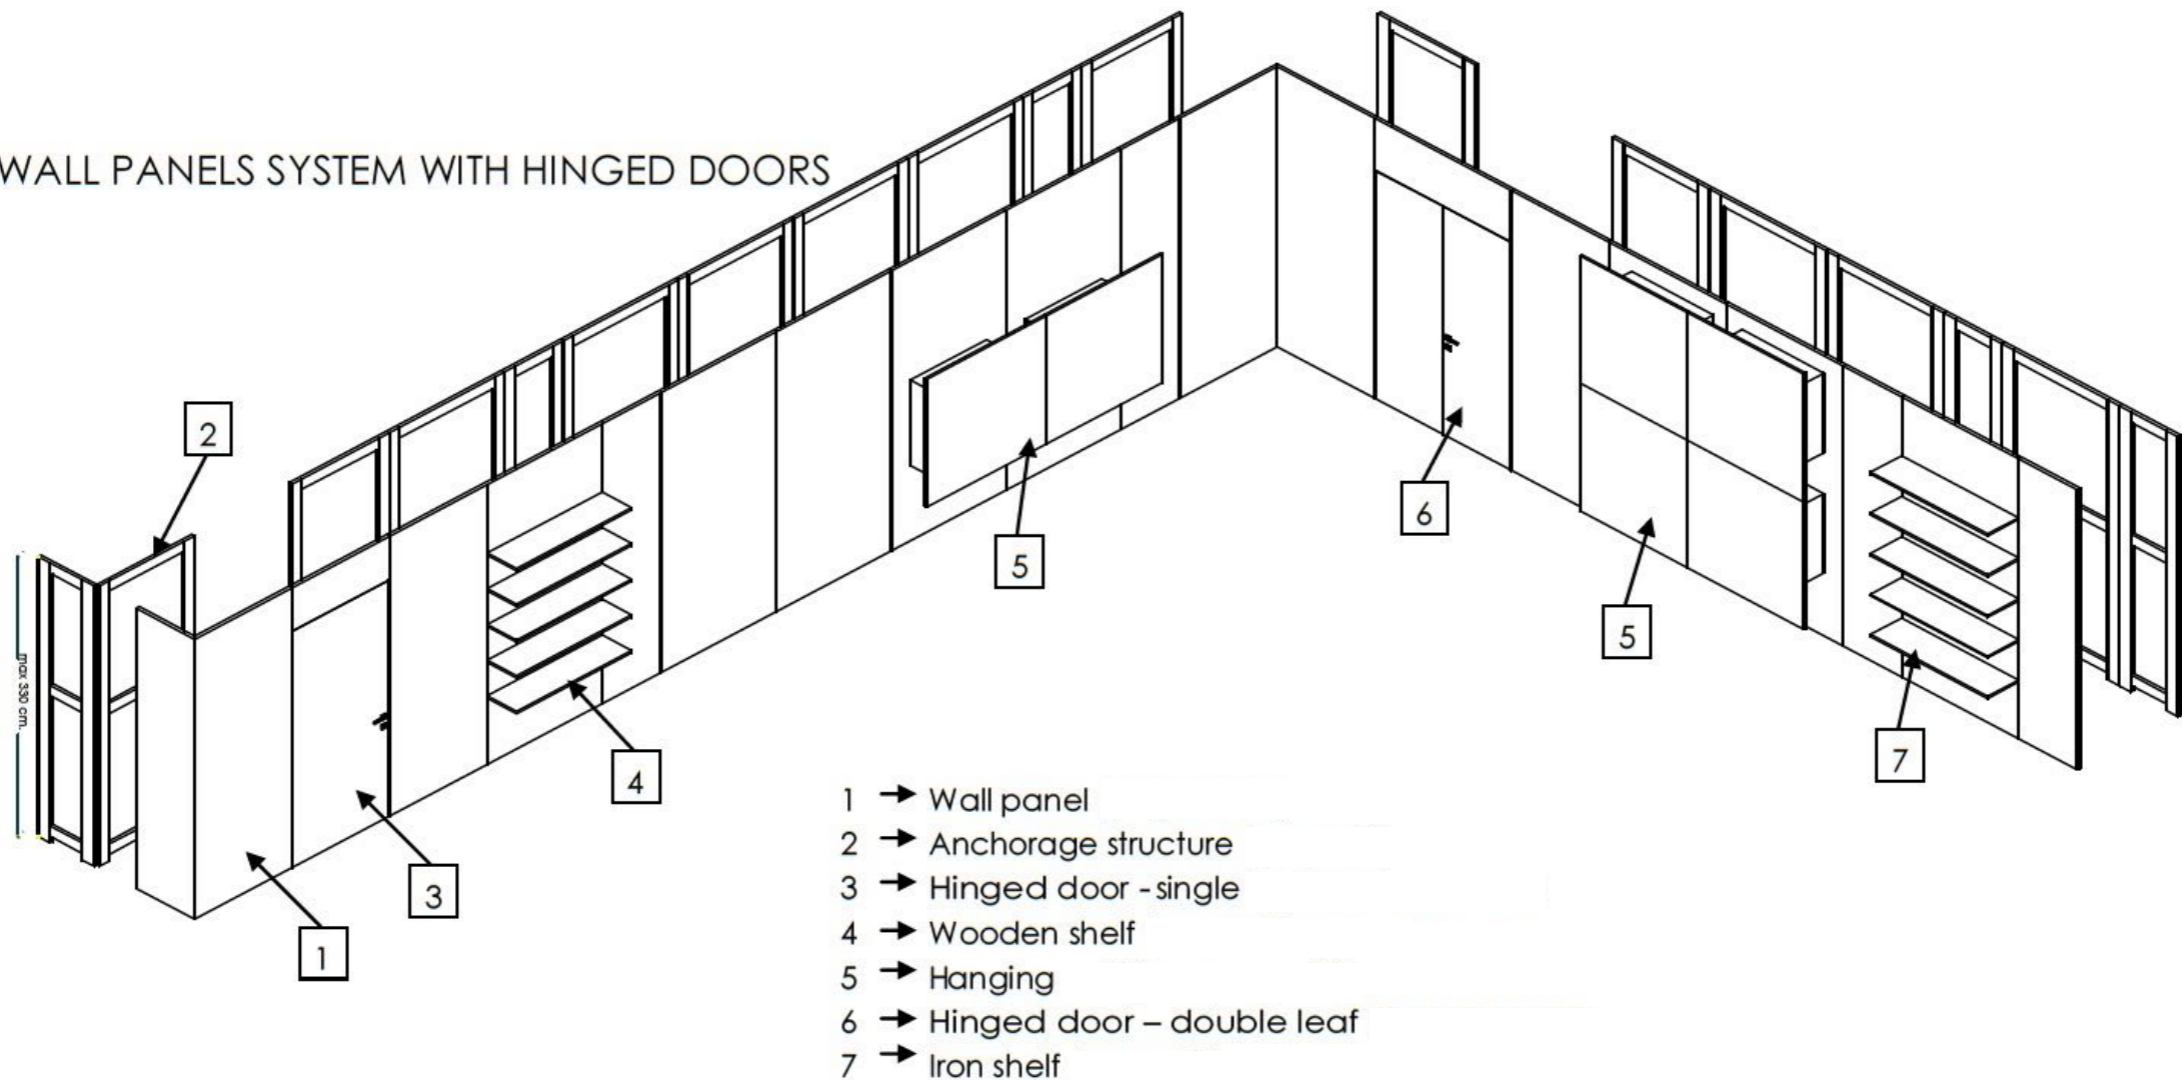 WALL PANELS SYSTEM WITH HINGED DOORS
2
max 330 cm.
6
5
5
7
4
3
1
1 → Wall panel
2 → Anchorage structure
3 → Hinged door - single
4 → Wooden shelf
5 → Hanging
6 → Hinged door – double leaf
7 → Iron shelf